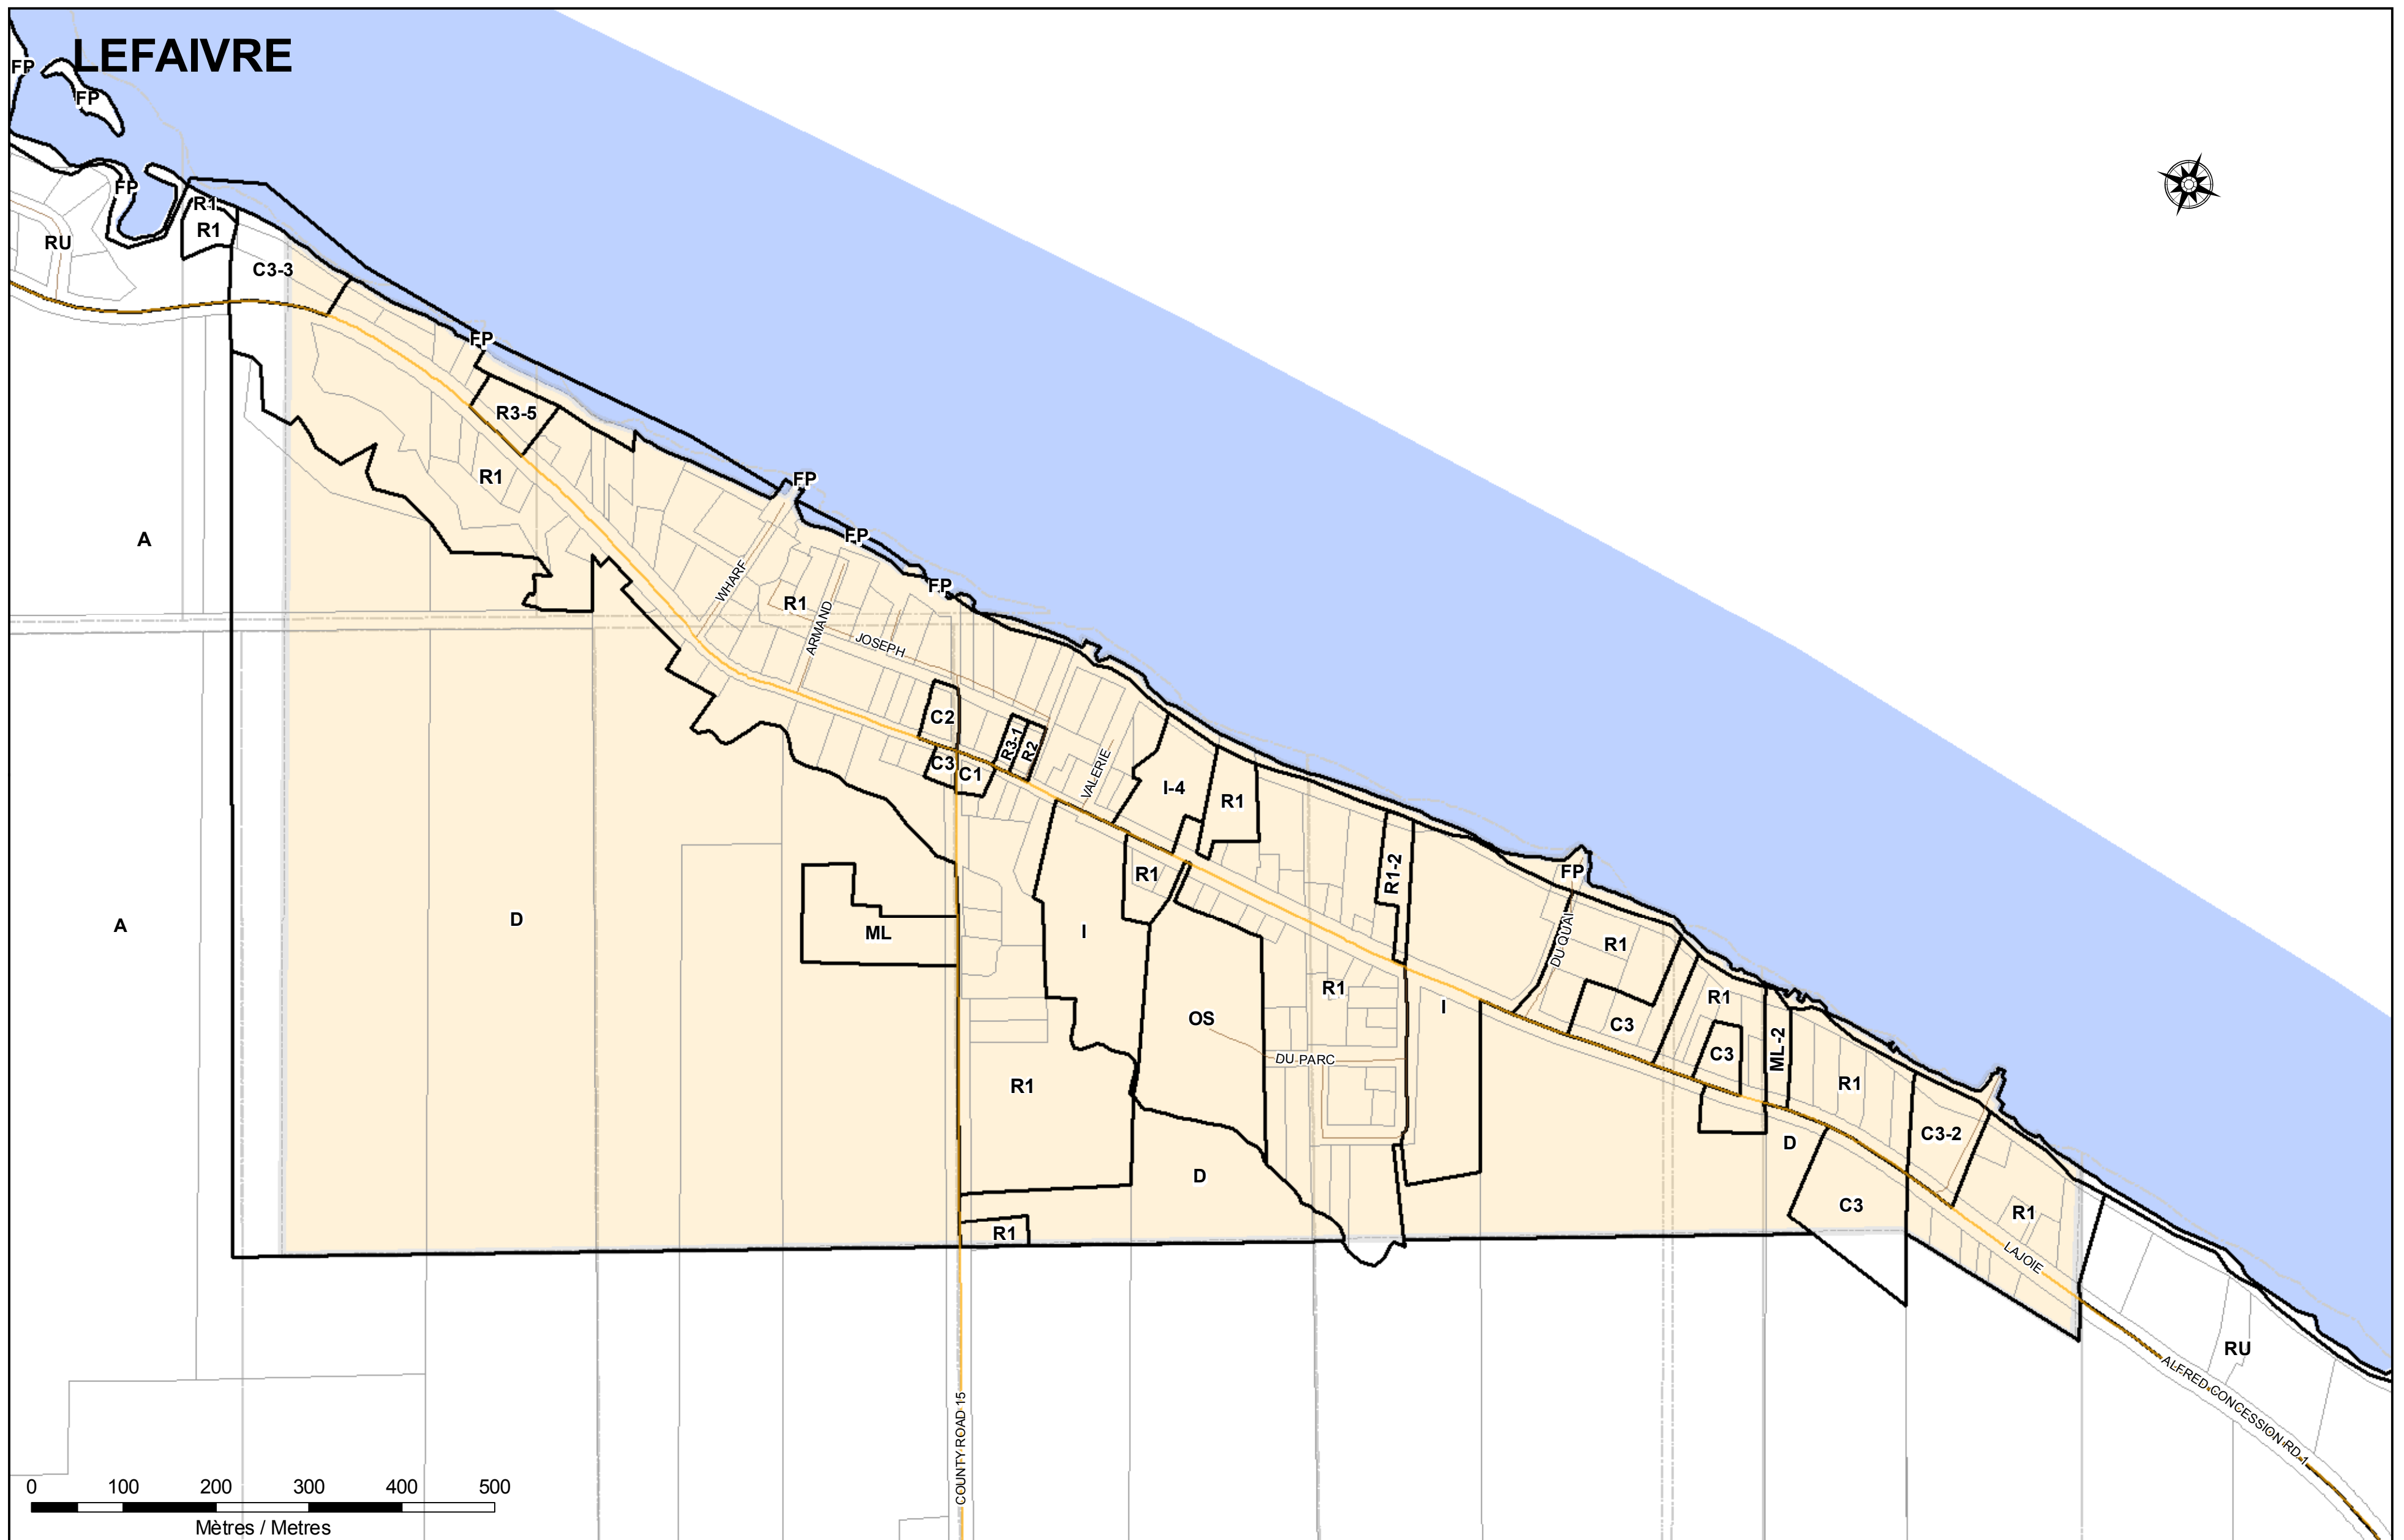 LEFAIVRE
FP
FP
FP
R1
R1
RU
C3-3
FP
R3-5
R1
FP
FP
A
FP
WHARF
R1
ARMAND
JOSEPH
C2
R3-1
R2
C3
C1
VALERIE
I-4
R1
R1
R1-2
FP
A
D
ML
I
DU QUAI
R1
R1
I
R1
OS
C3
C3
ML-2
DU PARC
R1
R1
D
C3-2
D
C3
R1
R1
LAJOIE
RU
ALFRED CONCESSION RD 1
COUNTY ROAD 15
0 100 200 300 400 500
Mètres / Metres